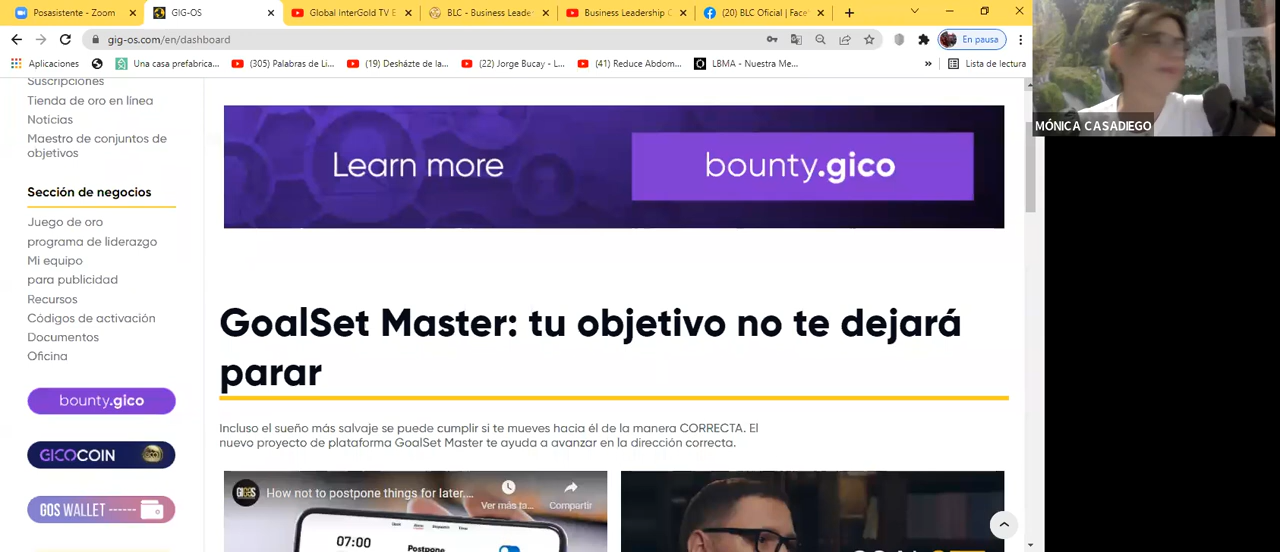 Posasistente - Zoom
GIG-OS
Global InterGold TV E
BLC - Business Leader
Business Leadership C
(20) BLC Oficial | Face
gig-os.com/en/dashboard
En pausa
Aplicaciones
Una casa prefabric...
(305) Palabras de Li...
(19) Desházte de la...
(22) Jorge Bucay - L...
(41) Reduce Abdom...
LBMA - Nuestra Me...
»
Lista de lectura
MÓNICA CASADIEGO
Suscripciones
Tienda de oro en línea
Noticias
Maestro de conjuntos de
objetivos
Sección de negocios
Juego de oro
programa de liderazgo
Mi equipo
para publicidad
Recursos
Códigos de activación
Documentos
Oficina
bounty.gico
GICOCOIN
GOS WALLET ------
Learn more
bounty.gico
GoalSet Master: tu objetivo no te dejará
parar
Incluso el sueño más salvaje se puede cumplir si te mueves hacia él de la manera CORRECTA. El
nuevo proyecto de plataforma GoalSet Master te ayuda a avanzar en la dirección correcta.
How not to postpone things for later....
Ver más ta...
Compartir
07:00
Postpone